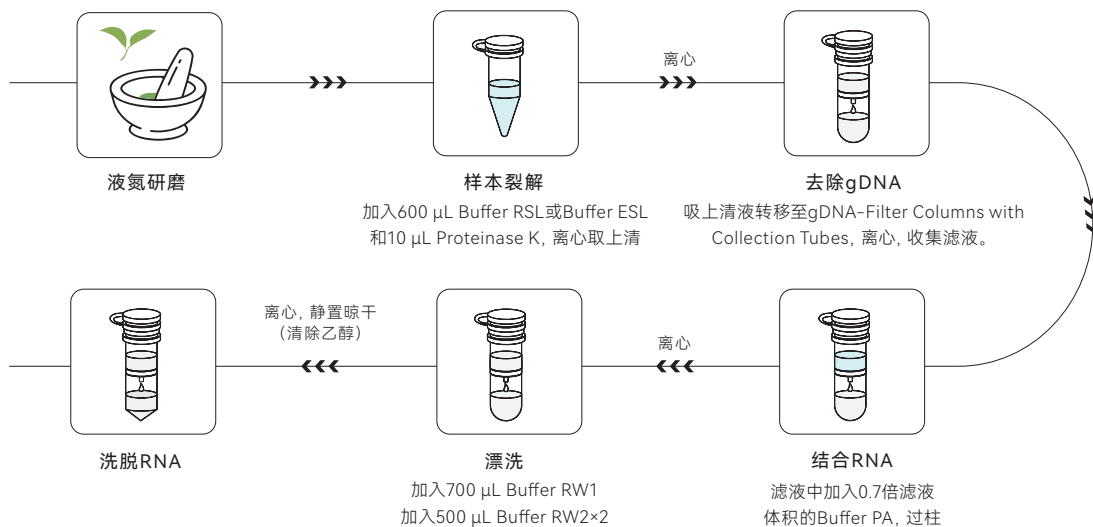 液氮研磨
离心
样本裂解
加入600 μL Buffer RSL或Buffer ESL
和10 μL Proteinase K, 离心取上清
去除gDNA
吸上清液转移至gDNA-Filter Columns with
Collection Tubes, 离心, 收集滤液。
结合RNA
滤液中加入0.7倍滤液
体积的Buffer PA, 过柱
离心
漂洗
加入700 μL Buffer RW1
加入500 μL Buffer RW2×2
离心, 静置晾干
（清除乙醇）
洗脱RNA